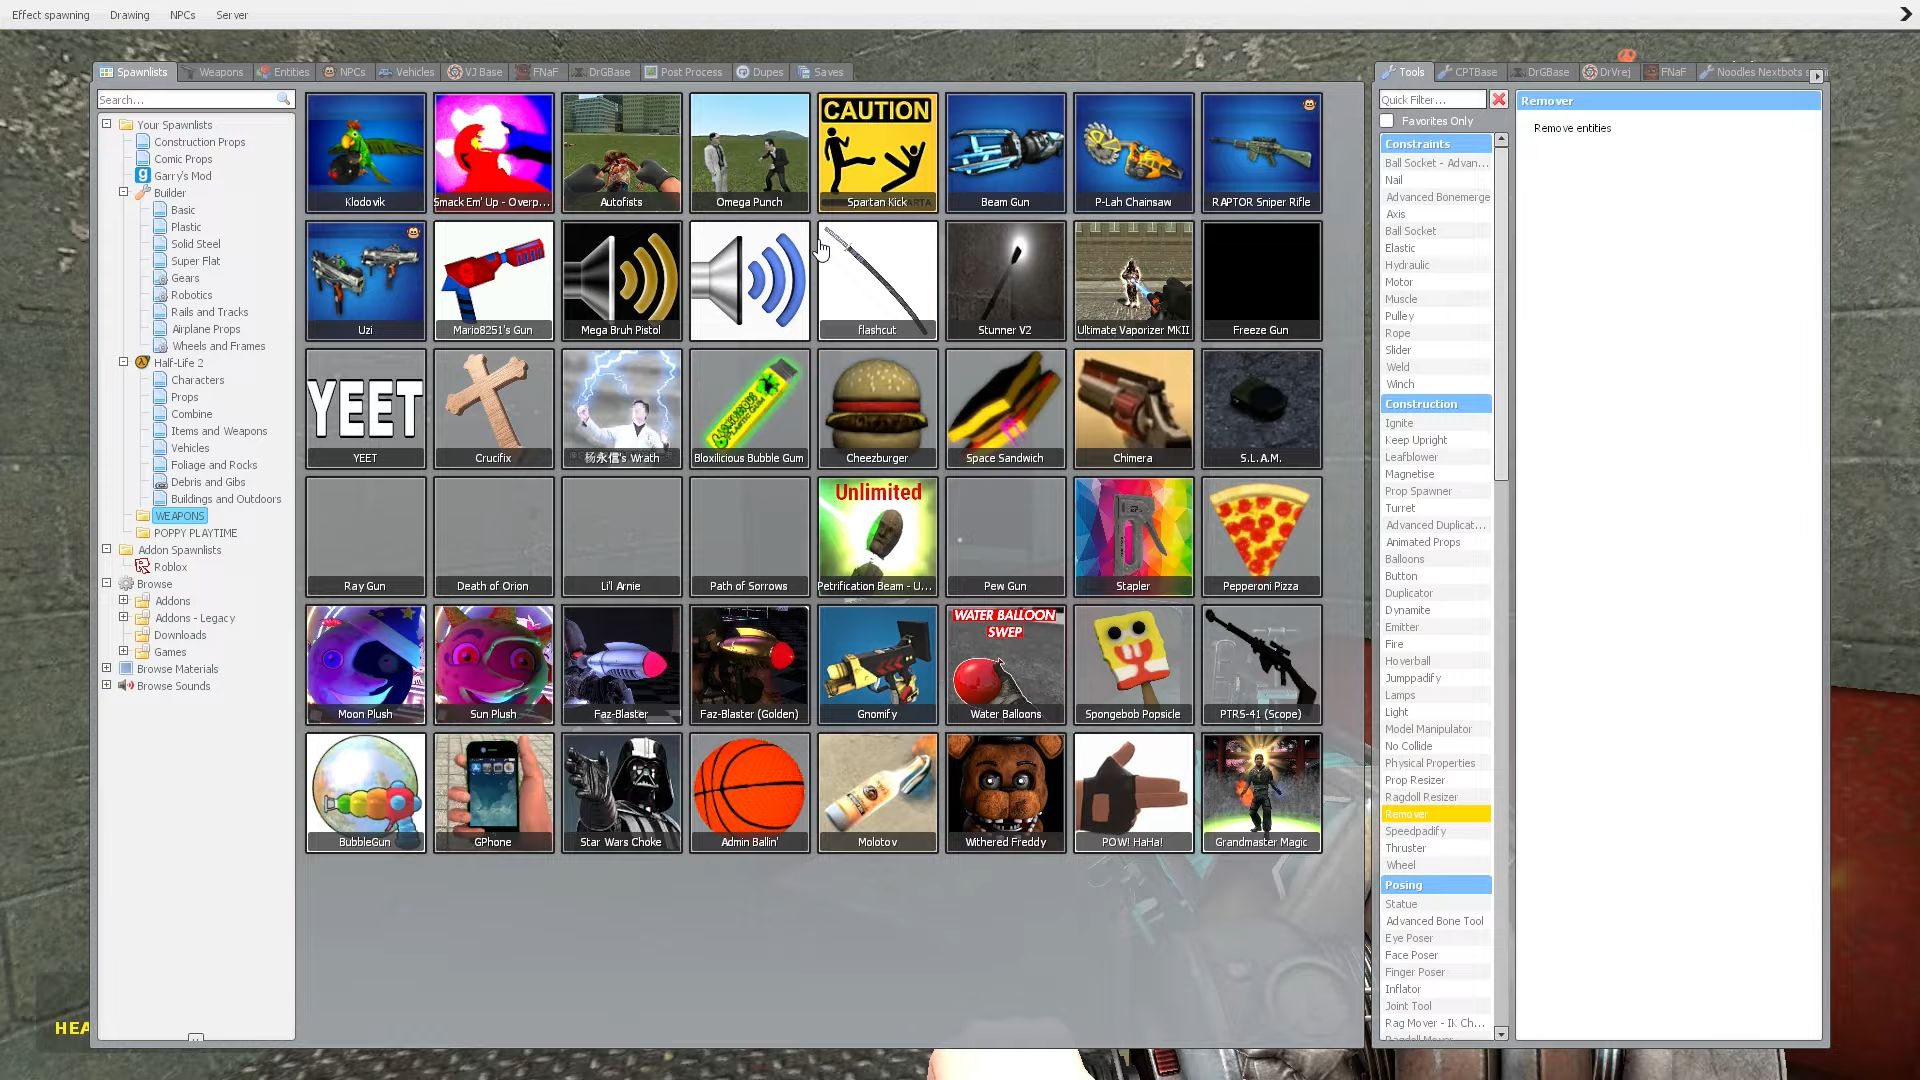 Effect spawning Drawing NPCs Server
Spawnlists Weapons Entities NPCs Vehicles VJ Base FNaF DrGBase Post Process Dupes Saves
Tools CPTBase DrGBase DrVrej FNaF Noodles Nextbots
Search...
Your Spawnlists
Construction Props
Comic Props
Garry's Mod
Builder
Basic
Plastic
Solid Steel
Super Flat
Gears
Robotics
Rails and Tracks
Airplane Props
Wheels and Frames
Half-Life 2
Characters
Props
Combine
Items and Weapons
Vehicles
Foliage and Rocks
Debris and Gibs
Buildings and Outdoors
WEAPONS
POPPY PLAYTIME
Addon Spawnlists
Roblox
Browse
Addons
Addons - Legacy
Downloads
Games
Browse Materials
Browse Sounds
CAUTION
Klodovik
Smack Em' Up - Overp...
Autofists
Omega Punch
Spartan Kick
Beam Gun
P-Lah Chainsaw
RAPTOR Sniper Rifle
Uzi
Mario8251's Gun
Mega Bruh Pistol
flashcut
Stunner V2
Ultimate Vaporizer MKII
Freeze Gun
YEET
YEET
Crucifix
杨永信's Wrath
Bloxilicious Bubble Gum
Cheezburger
Space Sandwich
Chimera
S.L.A.M.
Unlimited
Ray Gun
Death of Orion
Li'l Arnie
Path of Sorrows
Petrification Beam - U...
Pew Gun
Stapler
Pepperoni Pizza
WATER BALLOON
SWEP
Moon Plush
Sun Plush
Faz-Blaster
Faz-Blaster (Golden)
Gnomify
Water Balloons
Spongebob Popsicle
PTRS-41 (Scope)
BubbleGun
GPhone
Star Wars Choke
Admin Ballin'
Molotov
Withered Freddy
POW! HaHa!
Grandmaster Magic
Quick Filter...
Favorites Only
Constraints
Ball Socket - Advan...
Nail
Advanced Bonemerge
Axis
Ball Socket
Elastic
Hydraulic
Motor
Muscle
Pulley
Rope
Slider
Weld
Winch
Construction
Ignite
Keep Upright
Leafblower
Magnetise
Prop Spawner
Turret
Advanced Duplicat...
Animated Props
Balloons
Button
Duplicator
Dynamite
Emitter
Fire
Hoverball
Jumppadify
Lamps
Light
Model Manipulator
No Collide
Physical Properties
Prop Resizer
Ragdoll Resizer
Remover
Speedpadify
Thruster
Wheel
Posing
Statue
Advanced Bone Tool
Eye Poser
Face Poser
Finger Poser
Inflator
Joint Tool
Rag Mover - IK Ch...
Ragdoll Mover
Remover
Remove entities
HEA